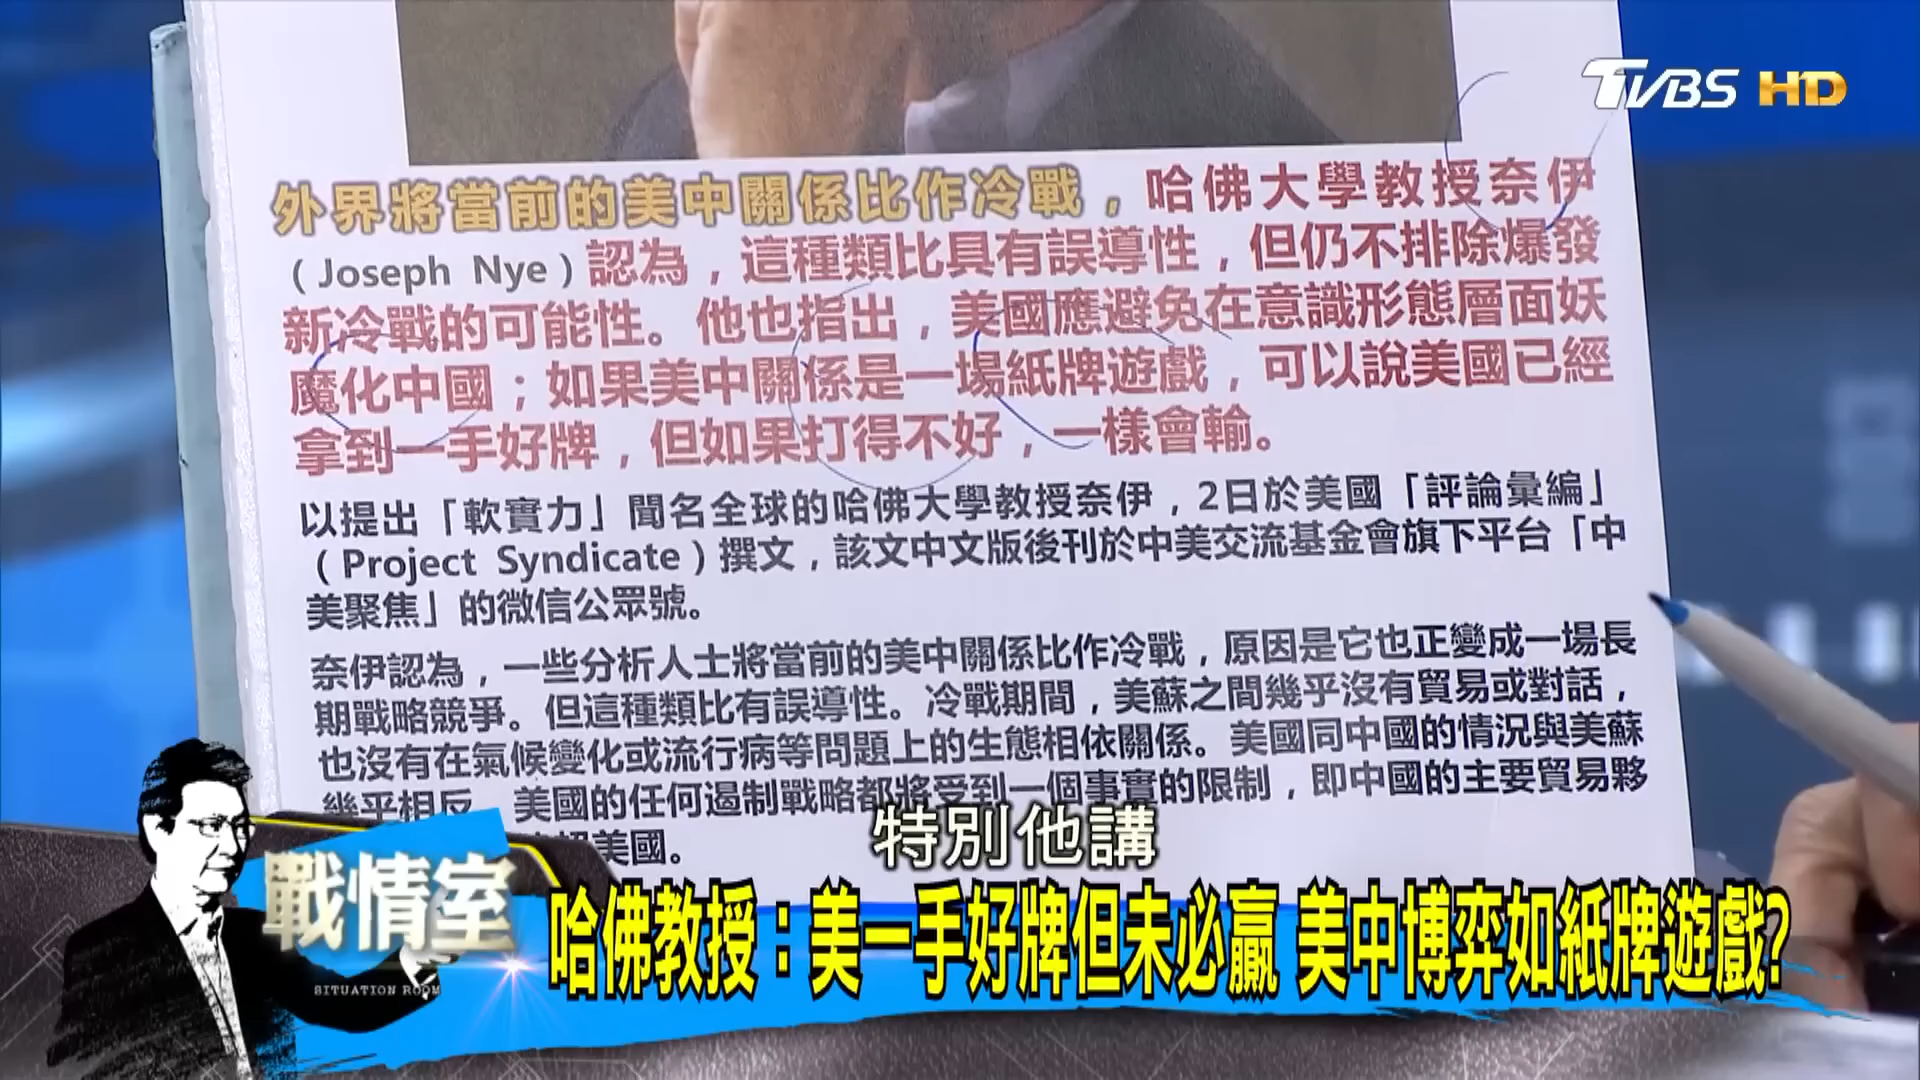 TVBS HD
外界將當前的美中關係比作冷戰，哈佛大學教授奈伊
（Joseph Nye）認為，這種類比具有誤導性，但仍不排除爆發
新冷戰的可能性。他也指出，美國應避免在意識形態層面妖
魔化中國；如果美中關係是一場紙牌遊戲，可以說美國已經
拿到一手好牌，但如果打得不好，一樣會輸。
以提出「軟實力」聞名全球的哈佛大學教授奈伊，2日於美國「評論彙編」
（Project Syndicate）撰文，該文中文版後刊於中美交流基金會旗下平台「中
美聚焦」的微信公眾號。
奈伊認為，一些分析人士將當前的美中關係比作冷戰，原因是它也正變成一場長
期戰略競爭。但這種類比有誤導性。冷戰期間，美蘇之間幾乎沒有貿易或對話，
也沒有在氣候變化或流行病等問題上的生態相依關係。美國同中國的情況與美蘇
幾乎相反，美國的任何遏制戰略都將受到一個事實的限制，即中國的主要貿易夥
美國。
特別他講
戰情室
SITUATION ROOM
哈佛教授：美一手好牌但未必贏 美中博弈如紙牌遊戲?